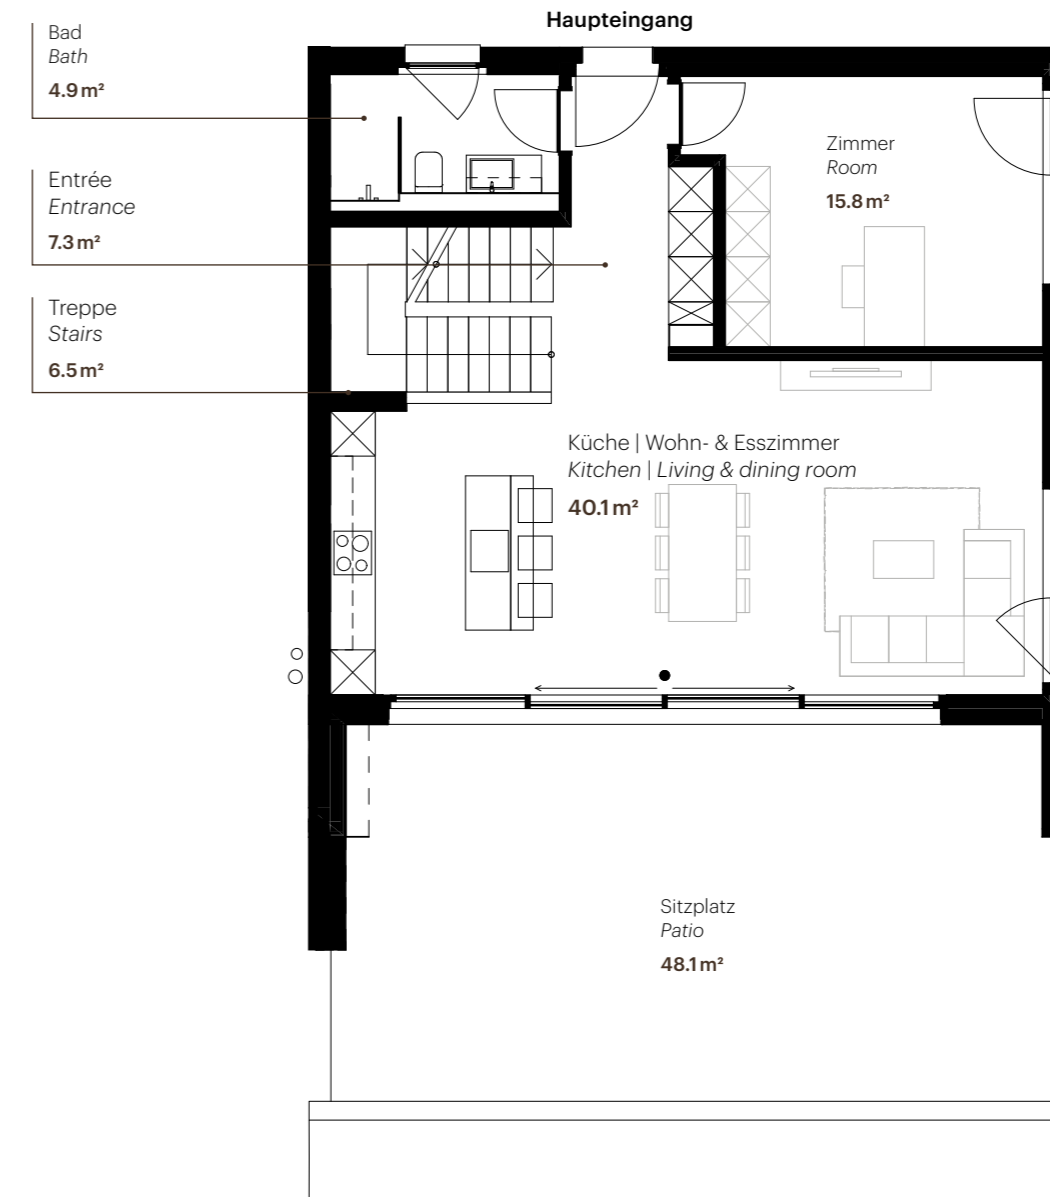 Haupteingang
Bad
Bath
4.9 m²
Entrée
Entrance
7.3 m²
Treppe
Stairs
6.5 m²
Zimmer
Room
15.8 m²
Küche | Wohn- & Esszimmer
Kitchen | Living & dining room
40.1 m²
Sitzplatz
Patio
48.1 m²